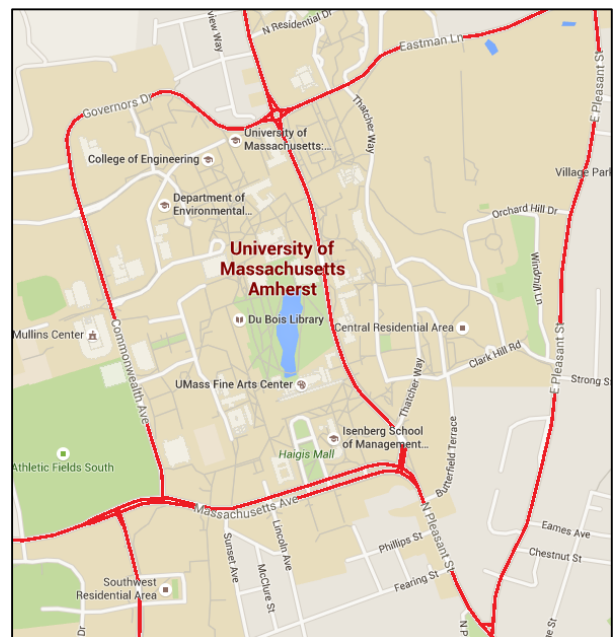 N Residential Dr
view Way
Eastman Ln
E Pleasant St
Governors Dr
Thatcher Way
University of
Massachusetts:...
College of Engineering
Village Park
Department of
Environmental...
Orchard Hill Dr
University of
Massachusetts
Amherst
Windmill Ln
Du Bois Library
Central Residential Area
Mullins Center
Commonwealth Ave
Thatcher Way
Clark Hill Rd
E Pleasant St
Strong S
UMass Fine Arts Center
Isenberg School
of Management...
Haigis Mall
Butterfield Terrace
Athletic Fields South
Massachusetts Ave
N Pleasant St
Eames Ave
Phillips St
Chestnut St
Sunset Ave
Lincoln Ave
McClure St
Fearing St
Southwest
Residential Area
Dr
N P
ne St